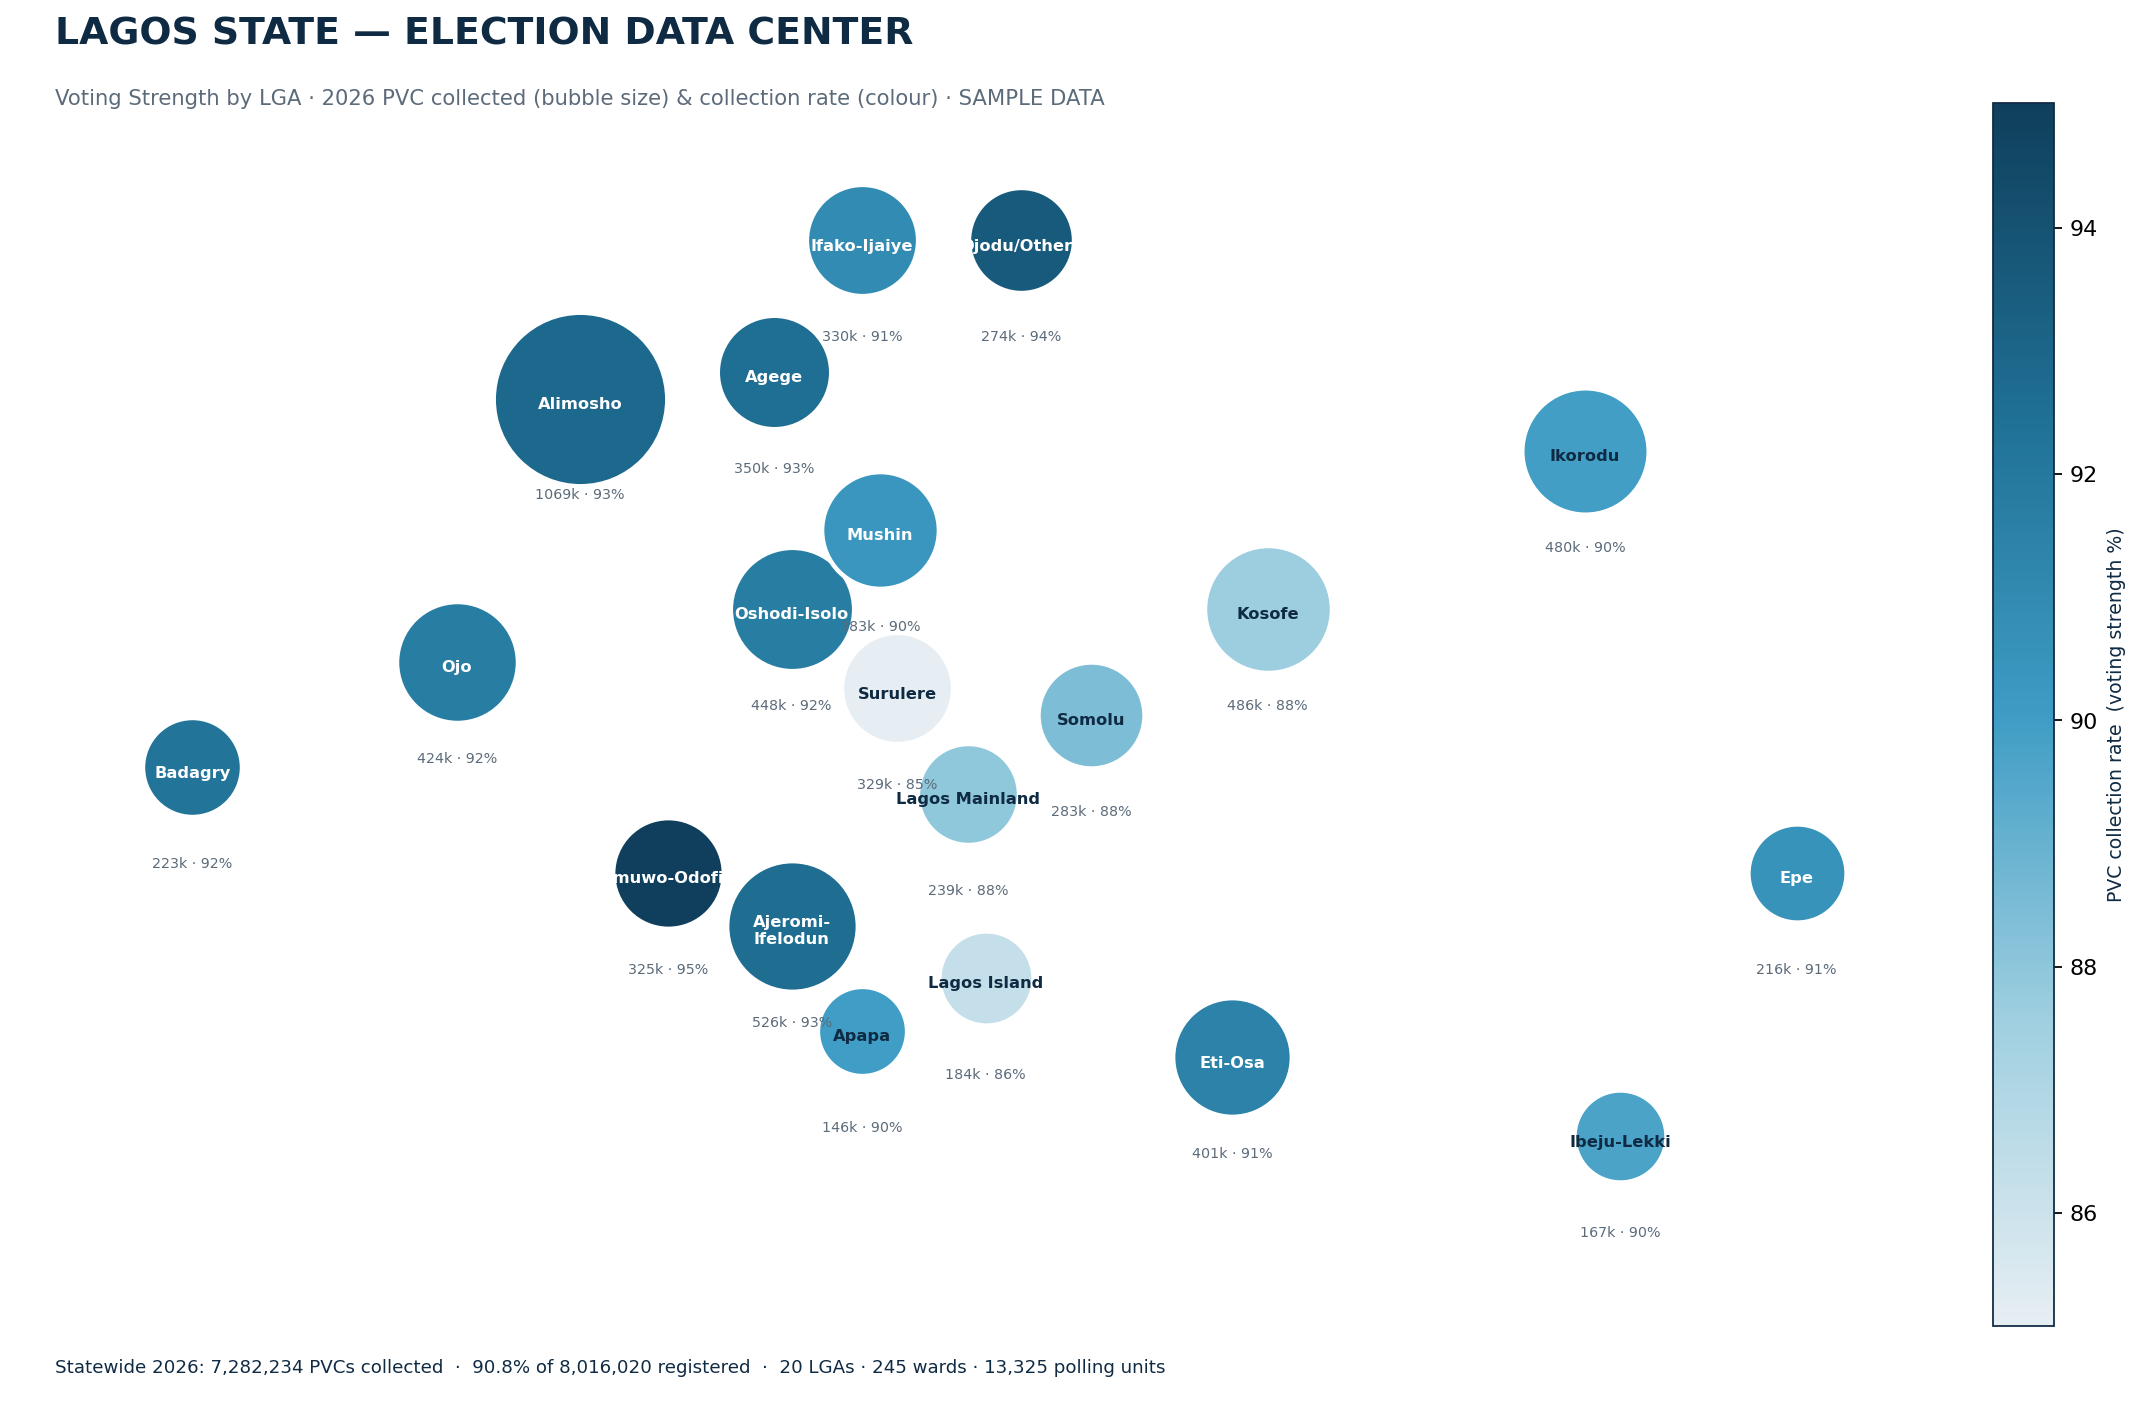 LAGOS STATE — ELECTION DATA CENTER
Voting Strength by LGA · 2026 PVC collected (bubble size) & collection rate (colour) · SAMPLE DATA
Ifako-Ijaiye
330k · 91%
jodu/Other
274k · 94%
Alimosho
1069k · 93%
Agege
350k · 93%
Ikorodu
480k · 90%
Mushin
83k · 90%
Oshodi-Isolo
448k · 92%
Kosofe
486k · 88%
Ojo
424k · 92%
Surulere
329k · 85%
Somolu
283k · 88%
Badagry
223k · 92%
Lagos Mainland
239k · 88%
muwo-Odofi
325k · 95%
Ajeromi-
Ifelodun
526k · 93%
Epe
216k · 91%
Lagos Island
184k · 86%
Apapa
146k · 90%
Eti-Osa
401k · 91%
Ibeju-Lekki
167k · 90%
94
92
90
88
86
PVC collection rate  (voting strength %)
Statewide 2026: 7,282,234 PVCs collected  ·  90.8% of 8,016,020 registered  ·  20 LGAs · 245 wards · 13,325 polling units